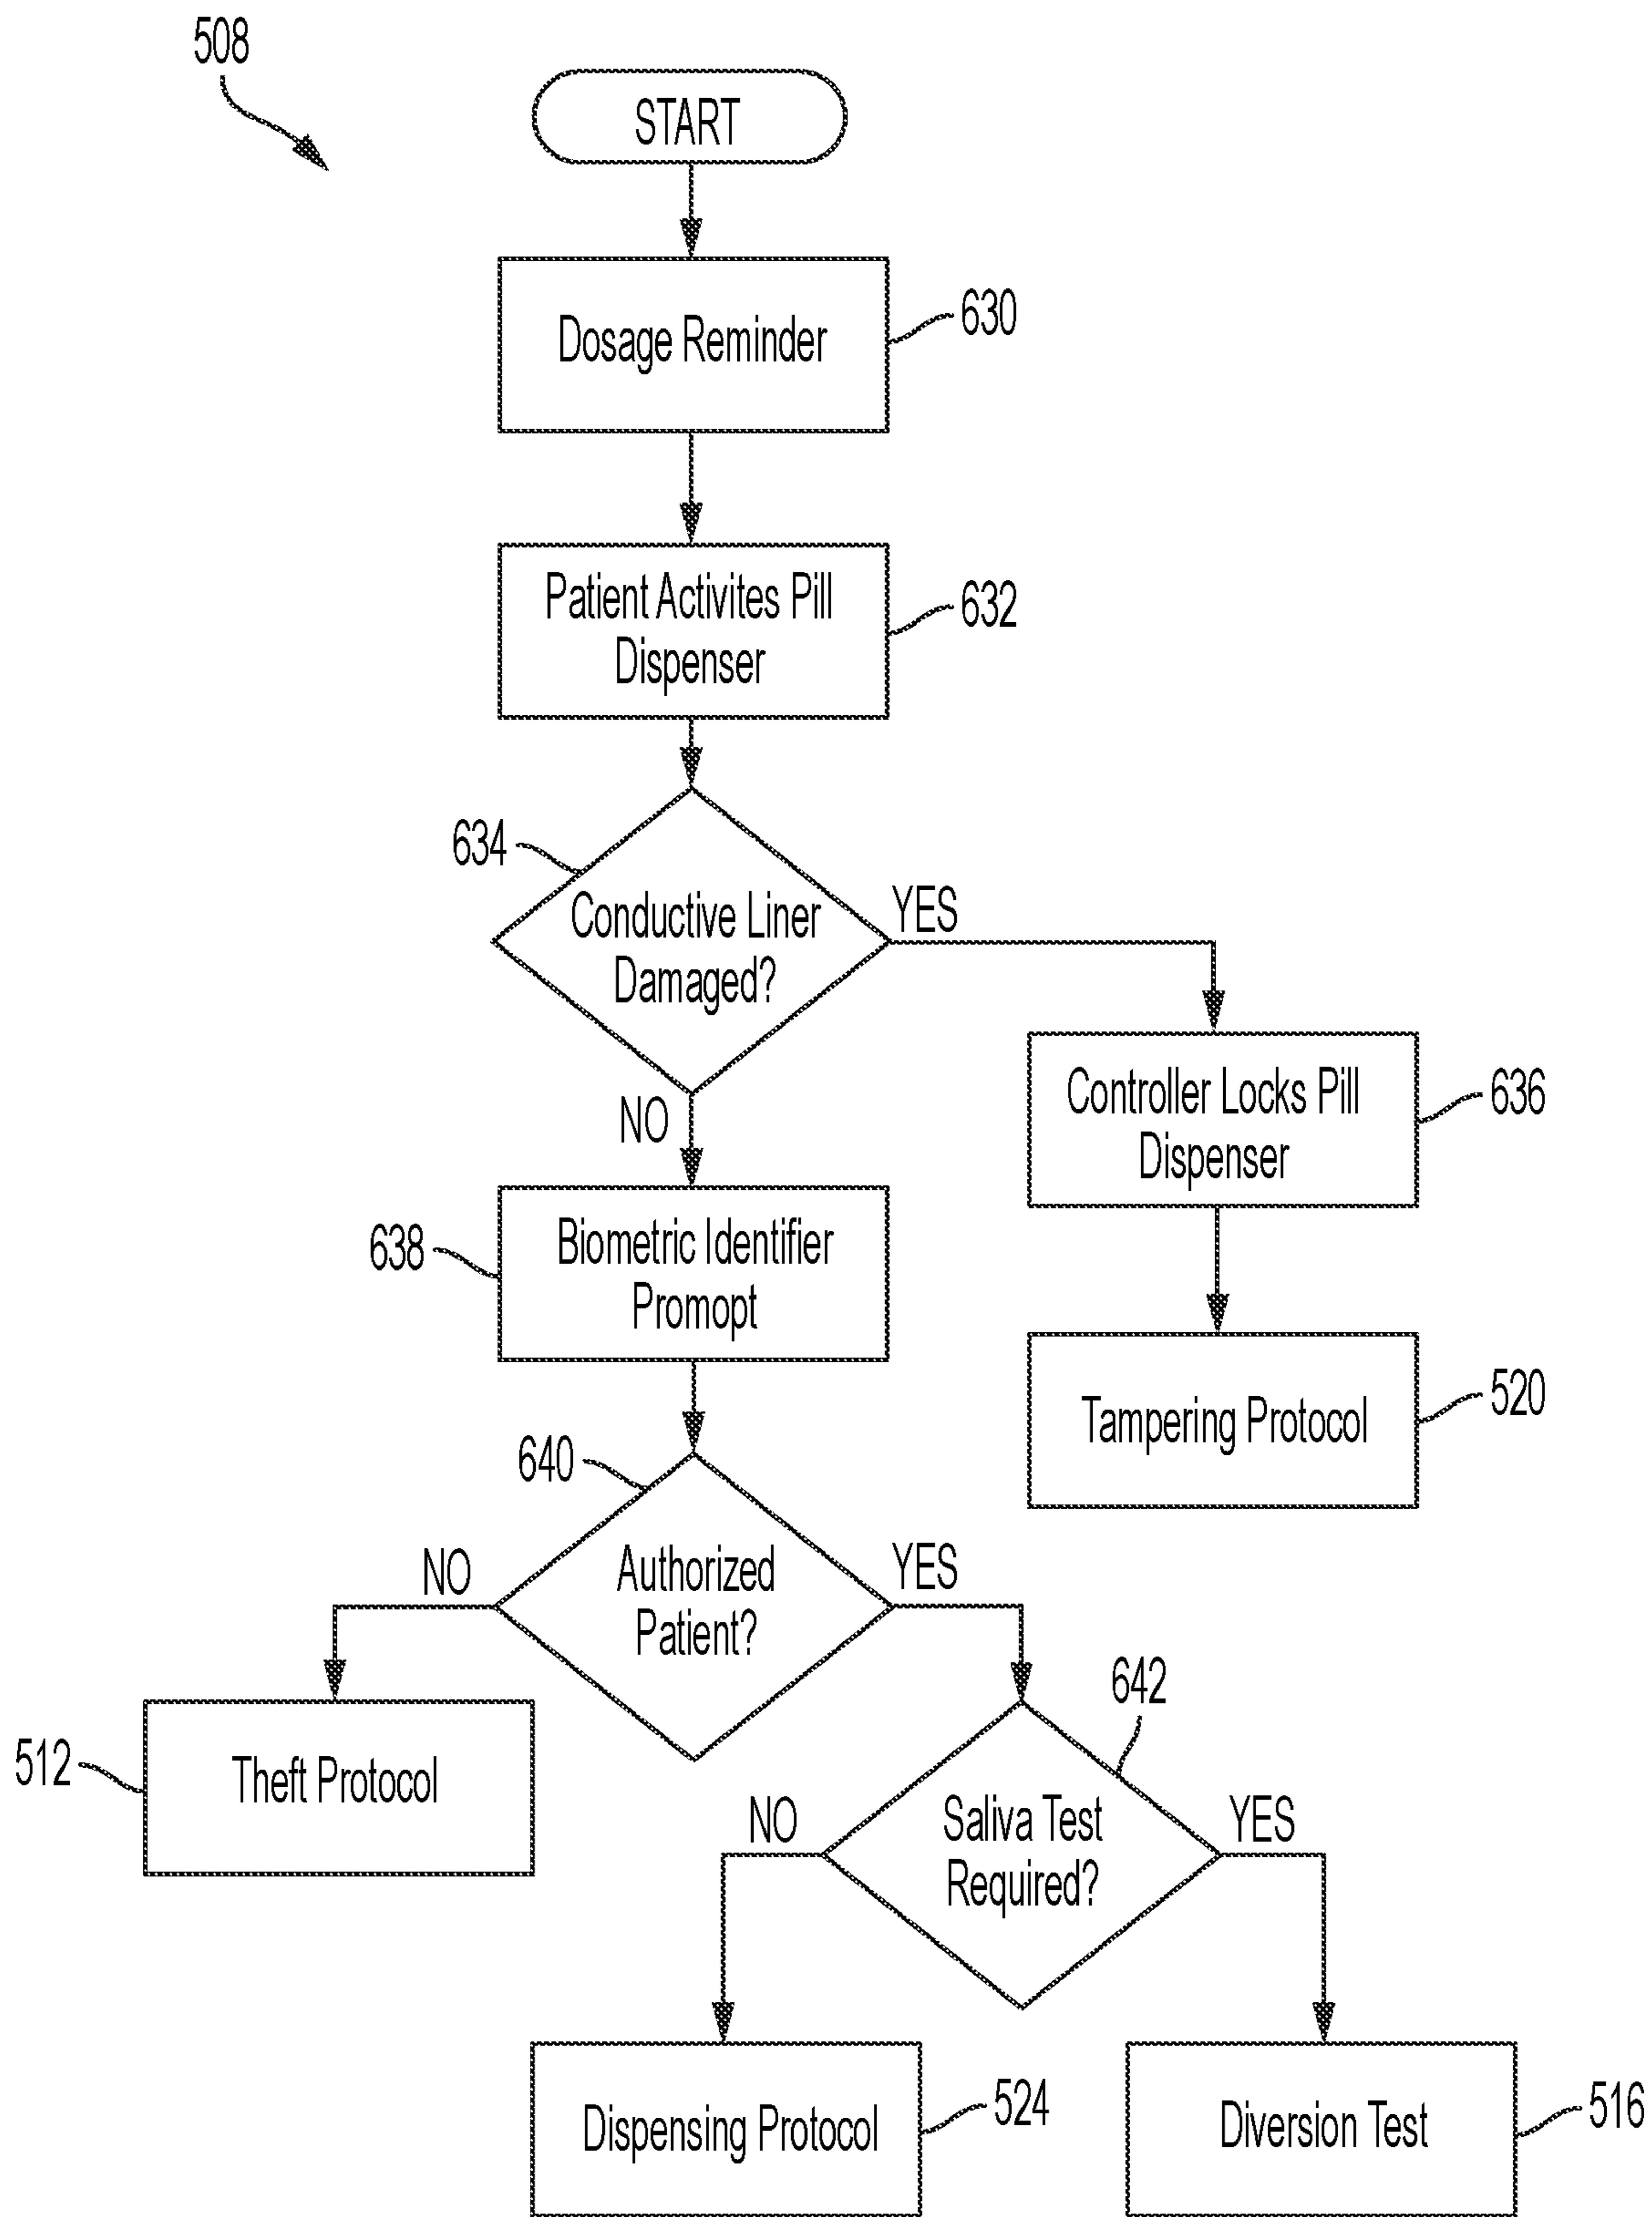 508
START
Dosage Reminder
630
Patient Activites Pill
Dispenser
632
634
Conductive Liner
Damaged?
YES
NO
Controller Locks Pill
Dispenser
636
638
Biometric Identifier
Promopt
Tampering Protocol
520
640
Authorized
Patient?
NO
YES
512
Theft Protocol
642
Saliva Test
Required?
NO
YES
Dispensing Protocol
524
Diversion Test
516